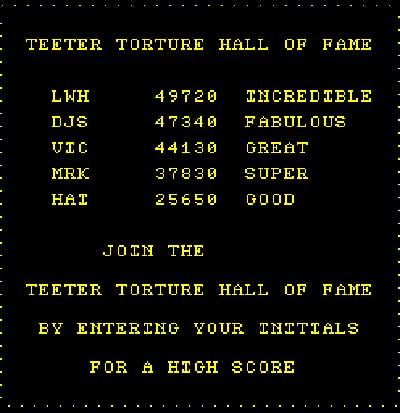 TEETER TORTURE HALL OF FAME
LWH 49720 INCREDIBLE
DJS 47340 FABULOUS
VIC 44130 GREAT
MRK 37830 SUPER
HAI 25650 GOOD
JOIN THE
TEETER TORTURE HALL OF FAME
BY ENTERING YOUR INITIALS
FOR A HIGH SCORE